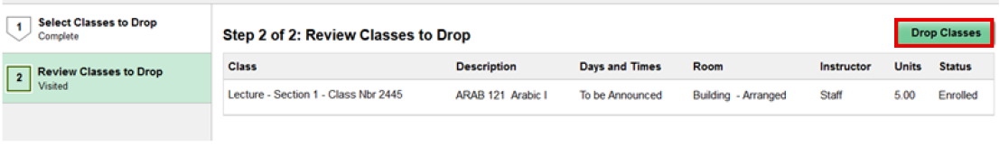 1
Select Classes to Drop
Complete
2
Review Classes to Drop
Visited
Step 2 of 2: Review Classes to Drop
Drop Classes
Class Description Days and Times Room Instructor Units Status
Lecture - Section 1 - Class Nbr 2445 ARAB 121 Arabic I To be Announced Building - Arranged Staff 5.00 Enrolled